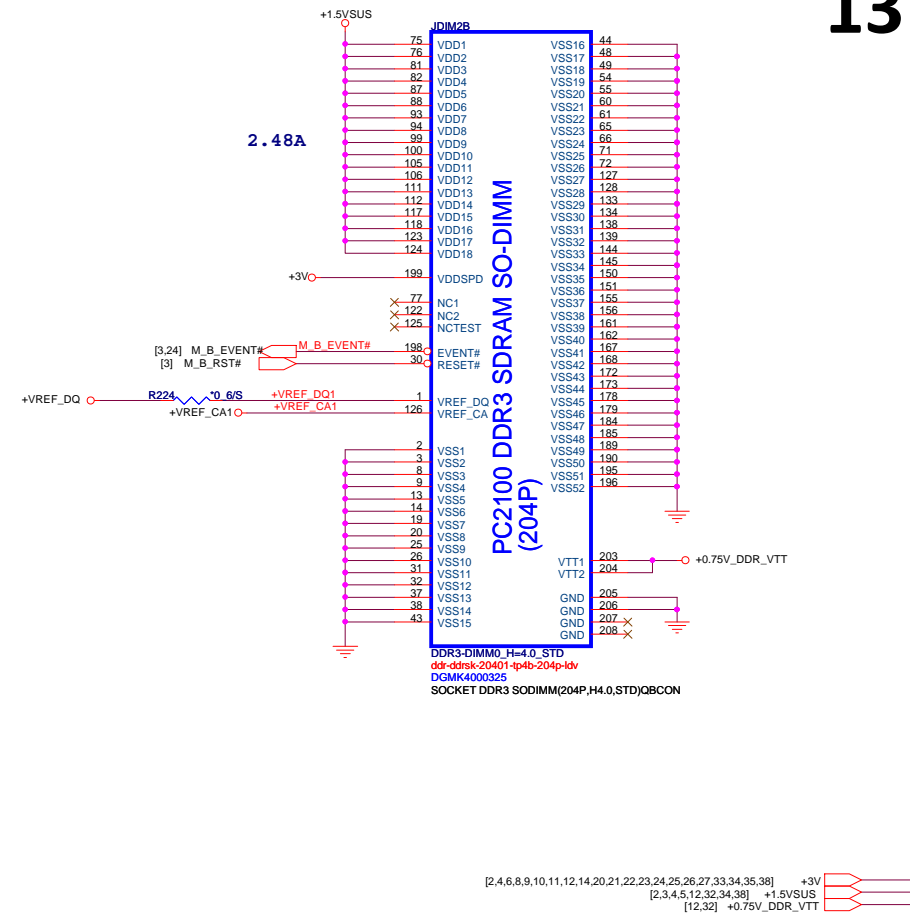 13
+1.5VSUS
JDIM2B
75 VDD1 VSS16 44
76 VDD2 VSS17 48
81 VDD3 VSS18 49
82 VDD4 VSS19 54
87 VDD5 VSS20 55
88 VDD6 VSS21 60
93 VDD7 VSS22 61
94 VDD8 VSS23 65
2.48A
99 VDD9 VSS24 66
100 VDD10 VSS25 71
105 VDD11 VSS26 72
106 VDD12 VSS27 127
111 VDD13 VSS28 128
112 VDD14 VSS29 133
117 VDD15 VSS30 134
118 VDD16 VSS31 138
123 VDD17 VSS32 139
124 VDD18 VSS33 144
VSS34 145
+3V 199 VDDSPD VSS35 150
VSS36 151
77 NC1 VSS37 155
122 NC2 VSS38 156
125 NCTEST VSS39 161
VSS40 162
[3,24] M_B_EVENT# M_B_EVENT# 198 EVENT# VSS41 167
[3] M_B_RST# 30 RESET# VSS42 168
VSS43 172
VSS44 173
+VREF_DQ R224 *0_6/S +VREF_DQ1 1 VREF_DQ VSS45 178
+VREF_CA1 +VREF_CA1 126 VREF_CA VSS46 179
VSS47 184
VSS48 185
2 VSS1 VSS49 189
3 VSS2 VSS50 190
8 VSS3 VSS51 195
9 VSS4 VSS52 196
13 VSS5
14 VSS6
19 VSS7
20 VSS8
25 VSS9
26 VSS10 VTT1 203 +0.75V_DDR_VTT
31 VSS11 VTT2 204
32 VSS12
37 VSS13 GND 205
38 VSS14 GND 206
43 VSS15 GND 207
GND 208
PC2100 DDR3 SDRAM SO-DIMM
(204P)
DDR3-DIMM0_H=4.0_STD
ddr-ddrsk-20401-tp4b-204p-ldv
DGMK4000325
SOCKET DDR3 SODIMM(204P,H4.0,STD)QBCON
[2,4,6,8,9,10,11,12,14,20,21,22,23,24,25,26,27,33,34,35,38] +3V
[2,3,4,5,12,32,34,38] +1.5VSUS
[12,32] +0.75V_DDR_VTT